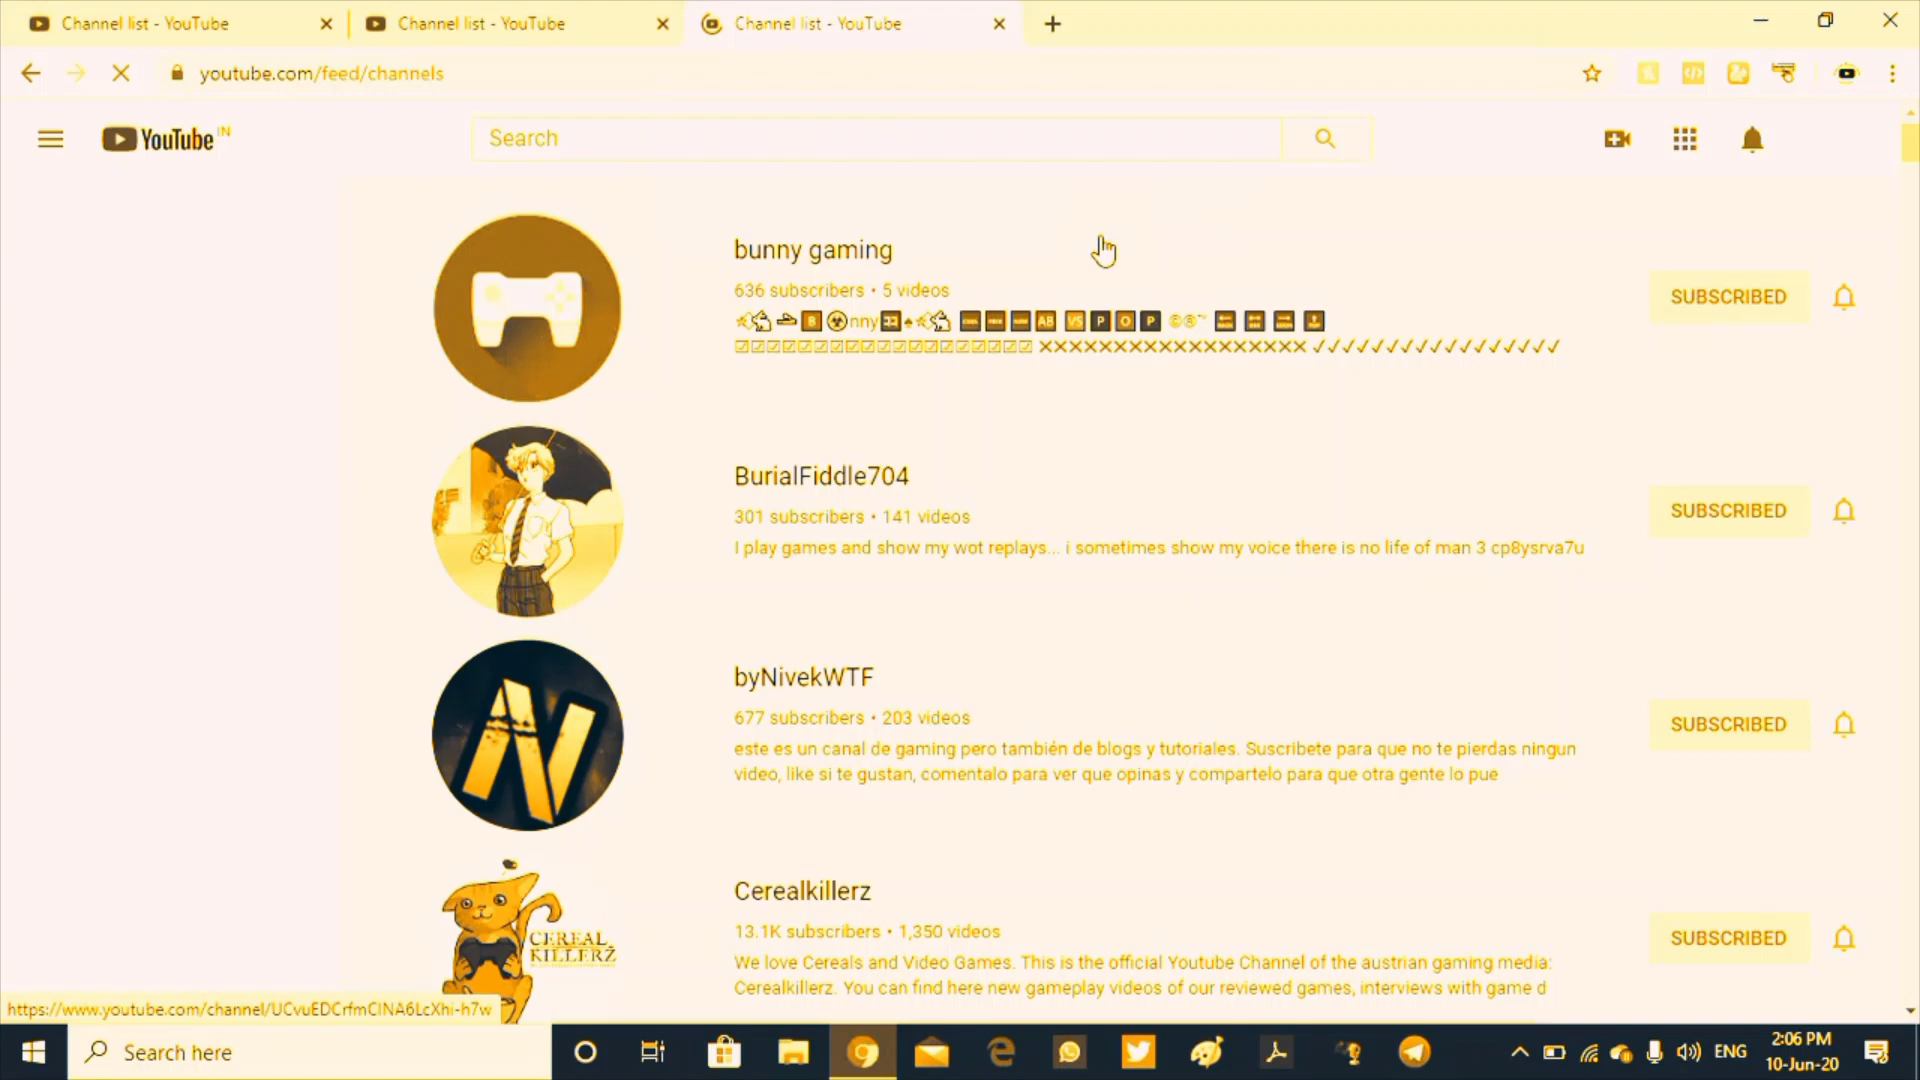 Channel list - YouTube
Channel list - YouTube
Channel list - YouTube
youtube.com/feed/channels
YouTube IN
Search
bunny gaming
636 subscribers • 5 videos
nny AB VS P O P ©®™
☑☑☑☑☑☑☑☑☑☑☑☑☑☑☑☑☑☑☑ ✕✕✕✕✕✕✕✕✕✕✕✕✕✕✕✕✕✕ ✓✓✓✓✓✓✓✓✓✓✓✓✓✓✓✓✓
SUBSCRIBED
BurialFiddle704
301 subscribers • 141 videos
I play games and show my wot replays... i sometimes show my voice there is no life of man 3 cp8ysrva7u
SUBSCRIBED
byNivekWTF
677 subscribers • 203 videos
este es un canal de gaming pero también de blogs y tutoriales. Suscribete para que no te pierdas ningun
video, like si te gustan, comentalo para ver que opinas y compartelo para que otra gente lo pue
SUBSCRIBED
CEREAL
KILLERZ
Cerealkillerz
13.1K subscribers • 1,350 videos
We love Cereals and Video Games. This is the official Youtube Channel of the austrian gaming media:
Cerealkillerz. You can find here new gameplay videos of our reviewed games, interviews with game d
SUBSCRIBED
https://www.youtube.com/channel/UCvuEDCrfmCINA6LcXhi-h7w
Search here
ENG
2:06 PM
10-Jun-20